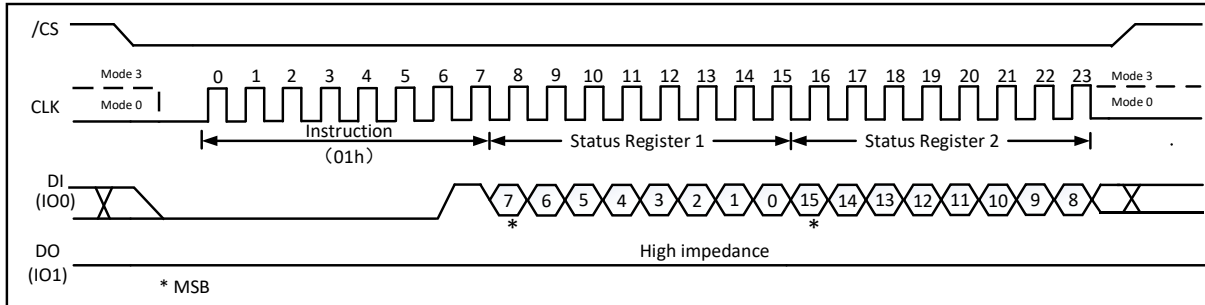 /CS
Mode 3
0 1 2 3 4 5 6 7 8 9 10 11 12 13 14 15 16 17 18 19 20 21 22 23
Mode 3
CLK
Mode 0
Mode 0
Instruction
（01h）
Status Register 1
Status Register 2
.
DI
(IO0)
7 6 5 4 3 2 1 0 15 14 13 12 11 10 9 8
* *
DO
(IO1)
High impedance
* MSB